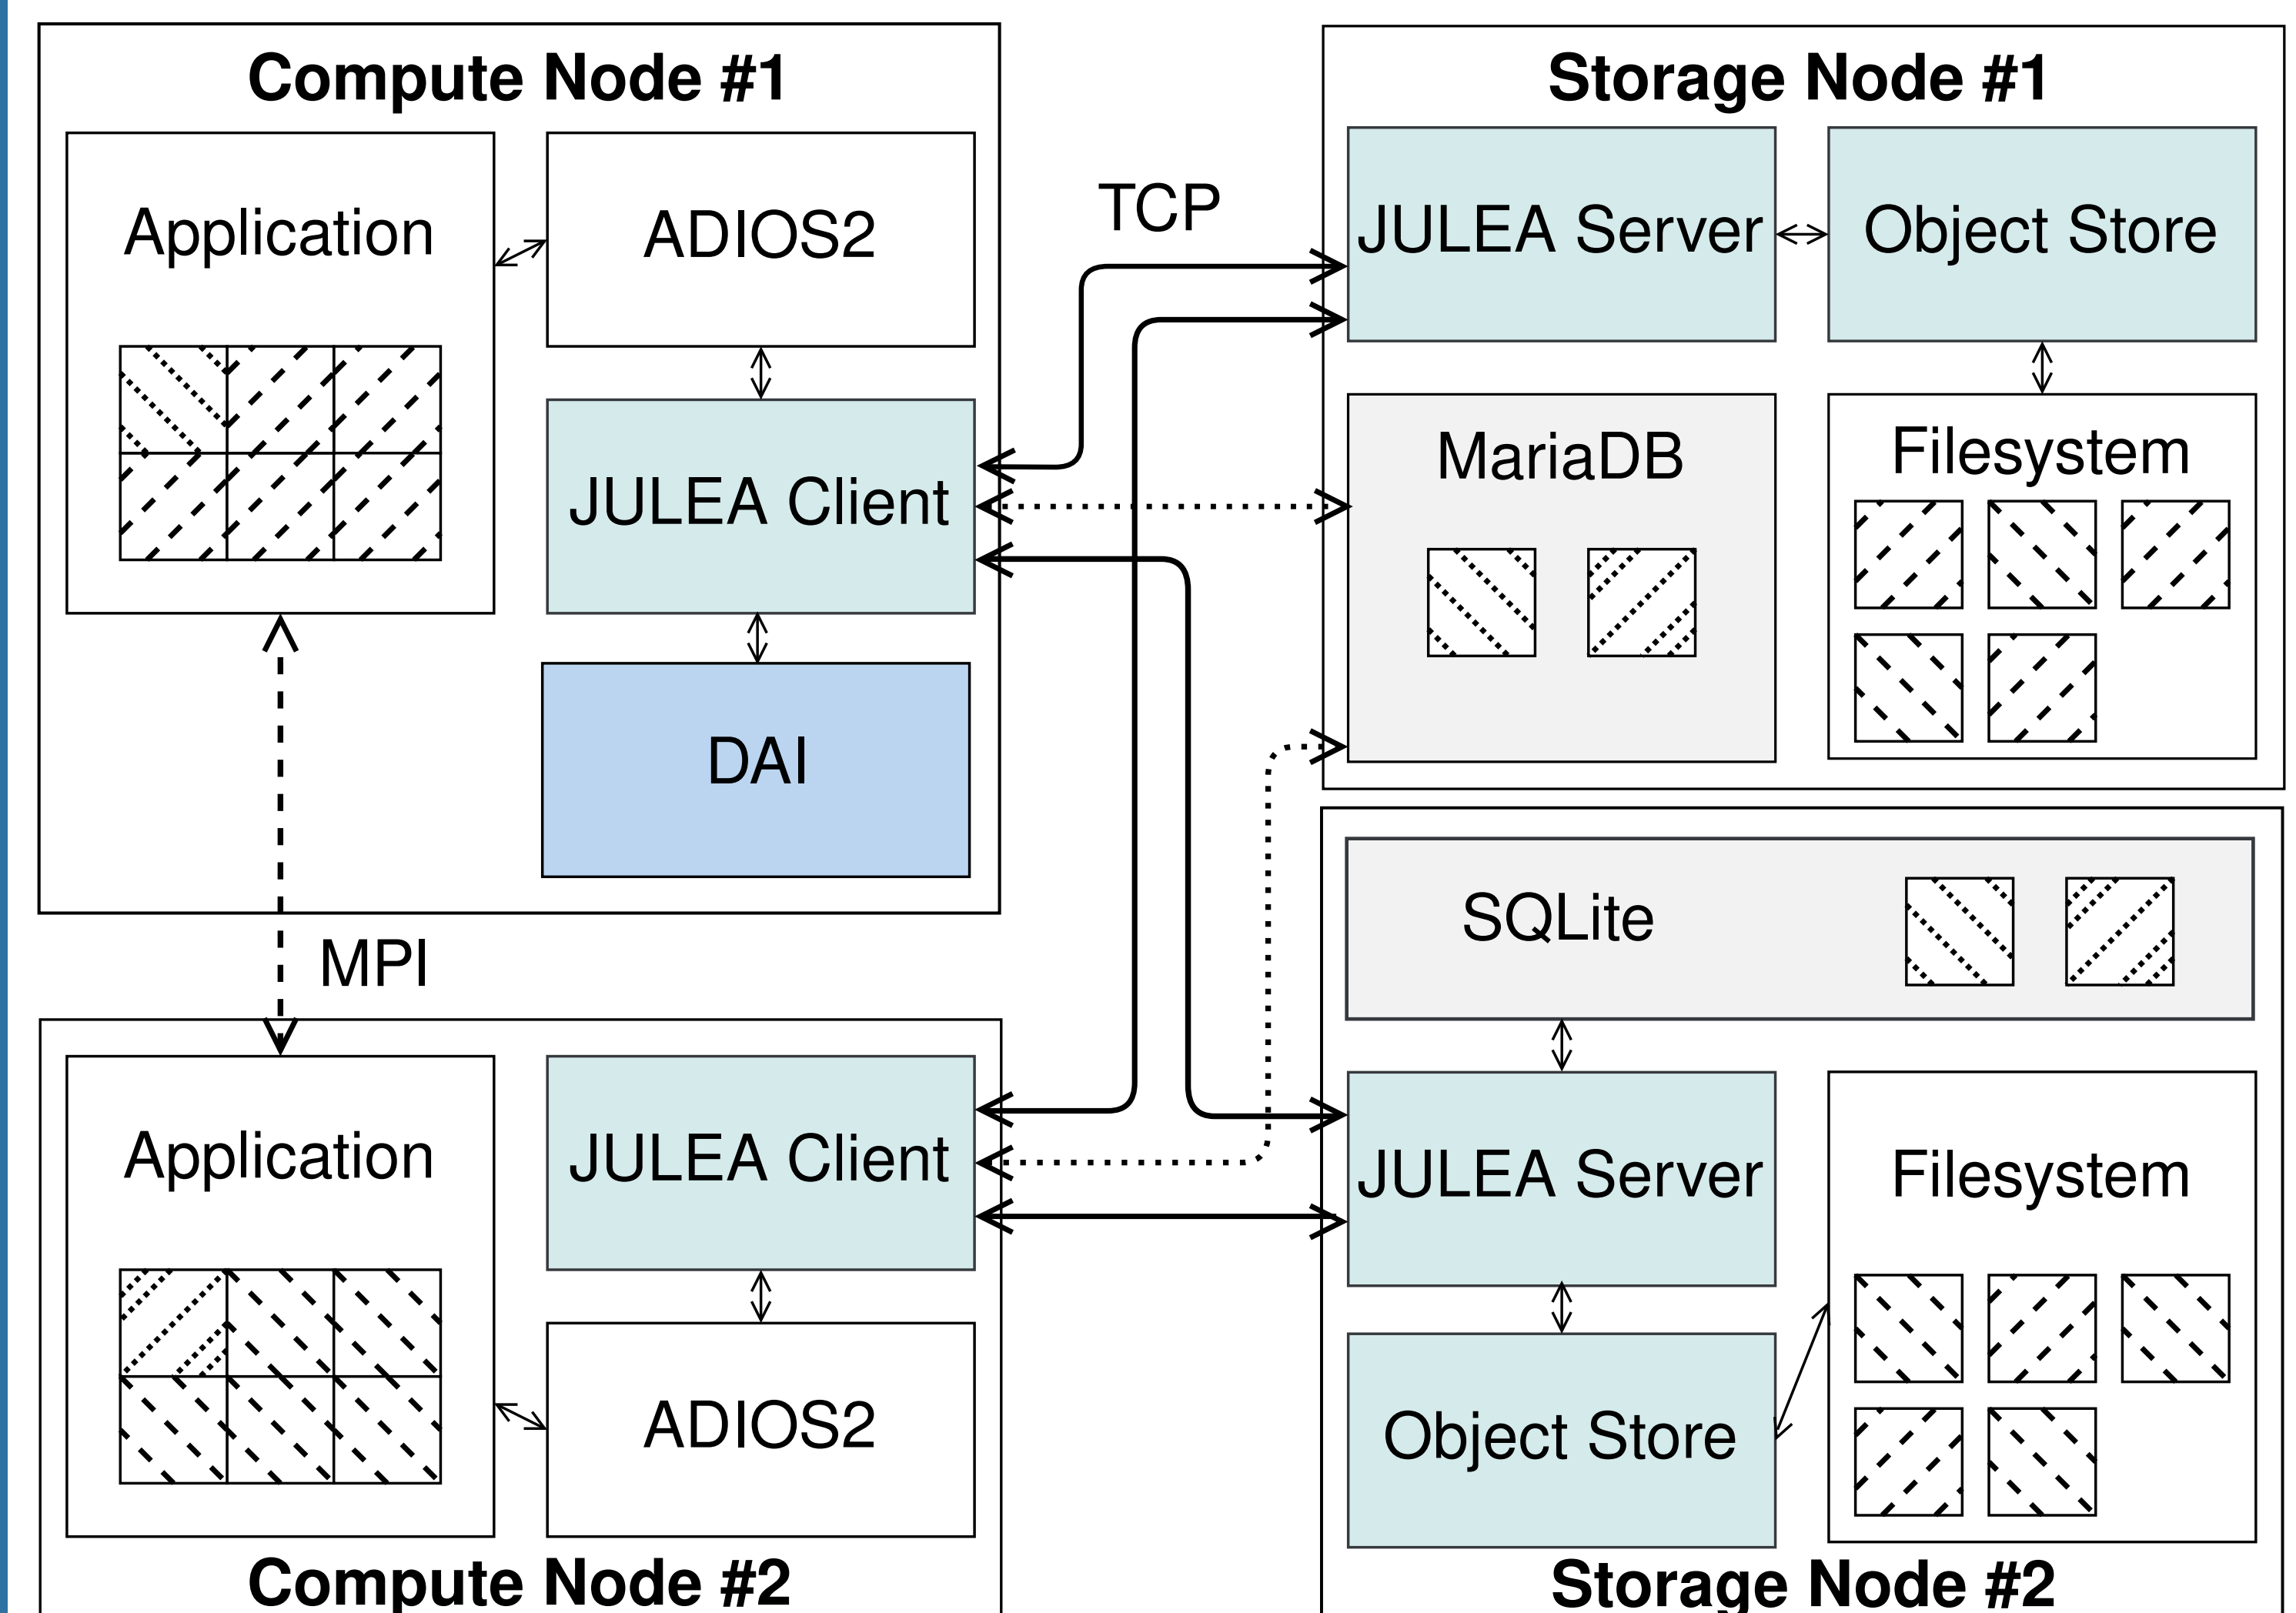 Compute Node #1
Application
ADIOS2
JULEA Client
DAI
TCP
Storage Node #1
JULEA Server
Object Store
MariaDB
Filesystem
MPI
Application
JULEA Client
ADIOS2
Compute Node #2
SQLite
JULEA Server
Filesystem
Object Store
Storage Node #2